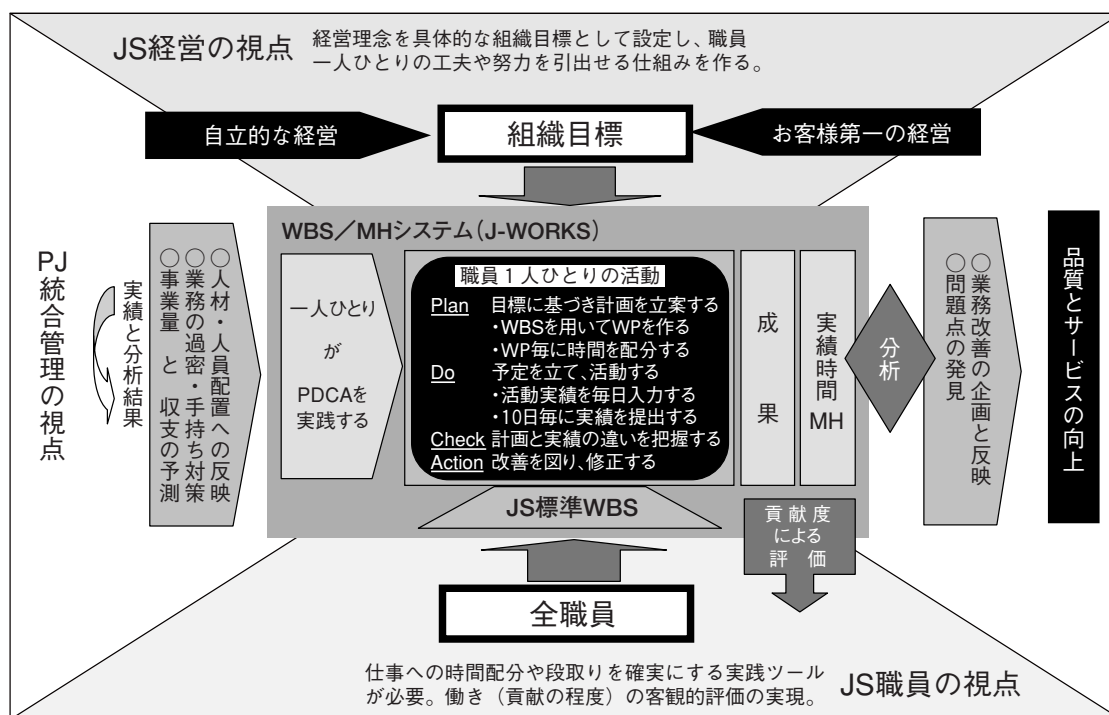 JS経営の視点
経営理念を具体的な組織目標として設定し、職員
一人ひとりの工夫や努力を引出せる仕組みを作る。
自立的な経営
組織目標
お客様第一の経営
WBS／MHシステム(J-WORKS)
PJ統合管理の視点
実績と分析結果
○人材・人員配置への反映
○業務の過密・手持ち対策
○事業量 と 収支の予測
一人ひとり
が
PDCAを
実践する
職員１人ひとりの活動
Plan 目標に基づき計画を立案する
・WBSを用いてWPを作る
・WP毎に時間を配分する
Do 予定を立て、活動する
・活動実績を毎日入力する
・10日毎に実績を提出する
Check 計画と実績の違いを把握する
Action 改善を図り、修正する
成果
実績時間MH
分析
○業務改善の企画と反映
○問題点の発見
品質とサービスの向上
JS標準WBS
貢献度
による
評価
全職員
仕事への時間配分や段取りを確実にする実践ツール
が必要。働き（貢献の程度）の客観的評価の実現。
JS職員の視点